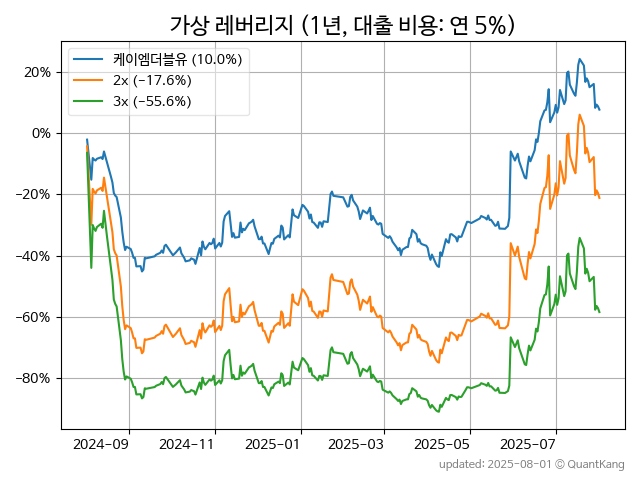 가상 레버리지 (1년, 대출 비용: 연 5%)
케이엠더블유 (10.0%)
2x (−17.6%)
3x (−55.6%)
20%
0%
−20%
−40%
−60%
−80%
2024-09 2024-11 2025-01 2025-03 2025-05 2025-07
updated: 2025-08-01 © QuantKang